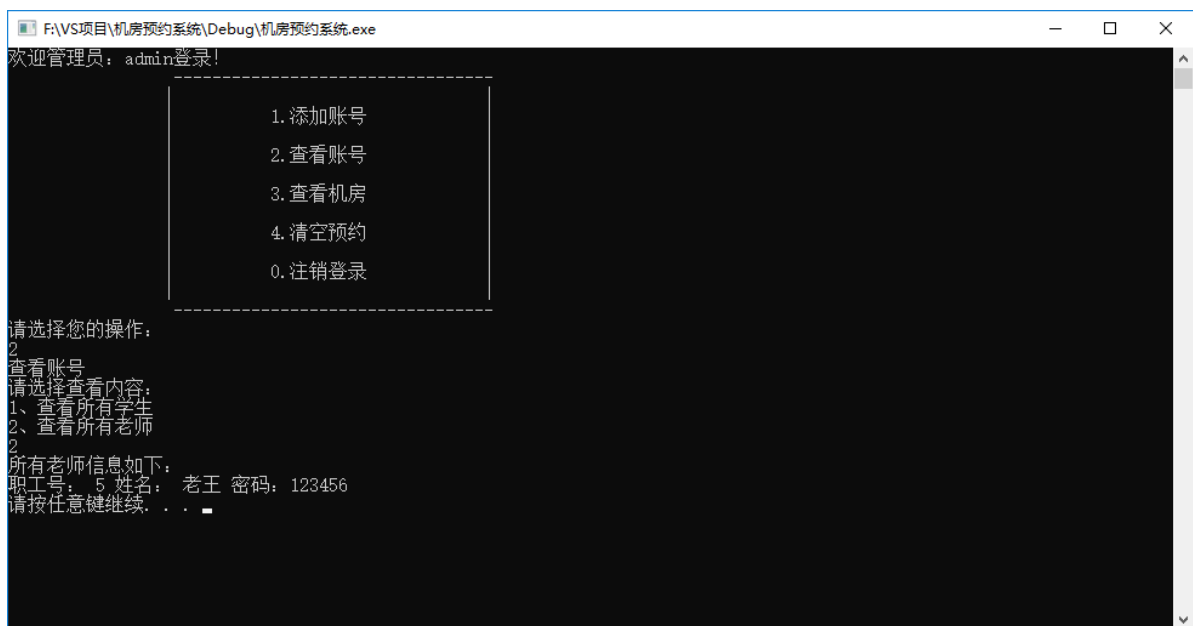 F:\VS项目\机房预约系统\Debug\机房预约系统.exe
欢迎管理员：admin登录！
---------------------------------
1.添加账号
2.查看账号
3.查看机房
4.清空预约
0.注销登录
---------------------------------
请选择您的操作：
2
查看账号
请选择查看内容：
1、查看所有学生
2、查看所有老师
2
所有老师信息如下：
职工号： 5 姓名： 老王 密码：123456
请按任意键继续. . .